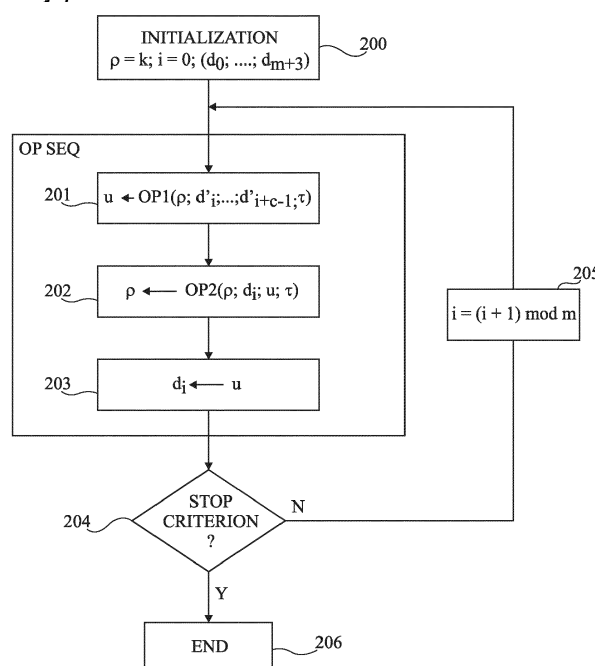 INITIALIZATION
ρ = k; i = 0; (d0; ....; dm+3)
200
OP SEQ
201
u ← OP1(ρ; d'i;...;d'i+c-1;τ)
202
ρ ← OP2(ρ; di; u; τ)
205
i = (i + 1) mod m
203
di ← u
204
STOP
CRITERION
?
N
Y
END
206